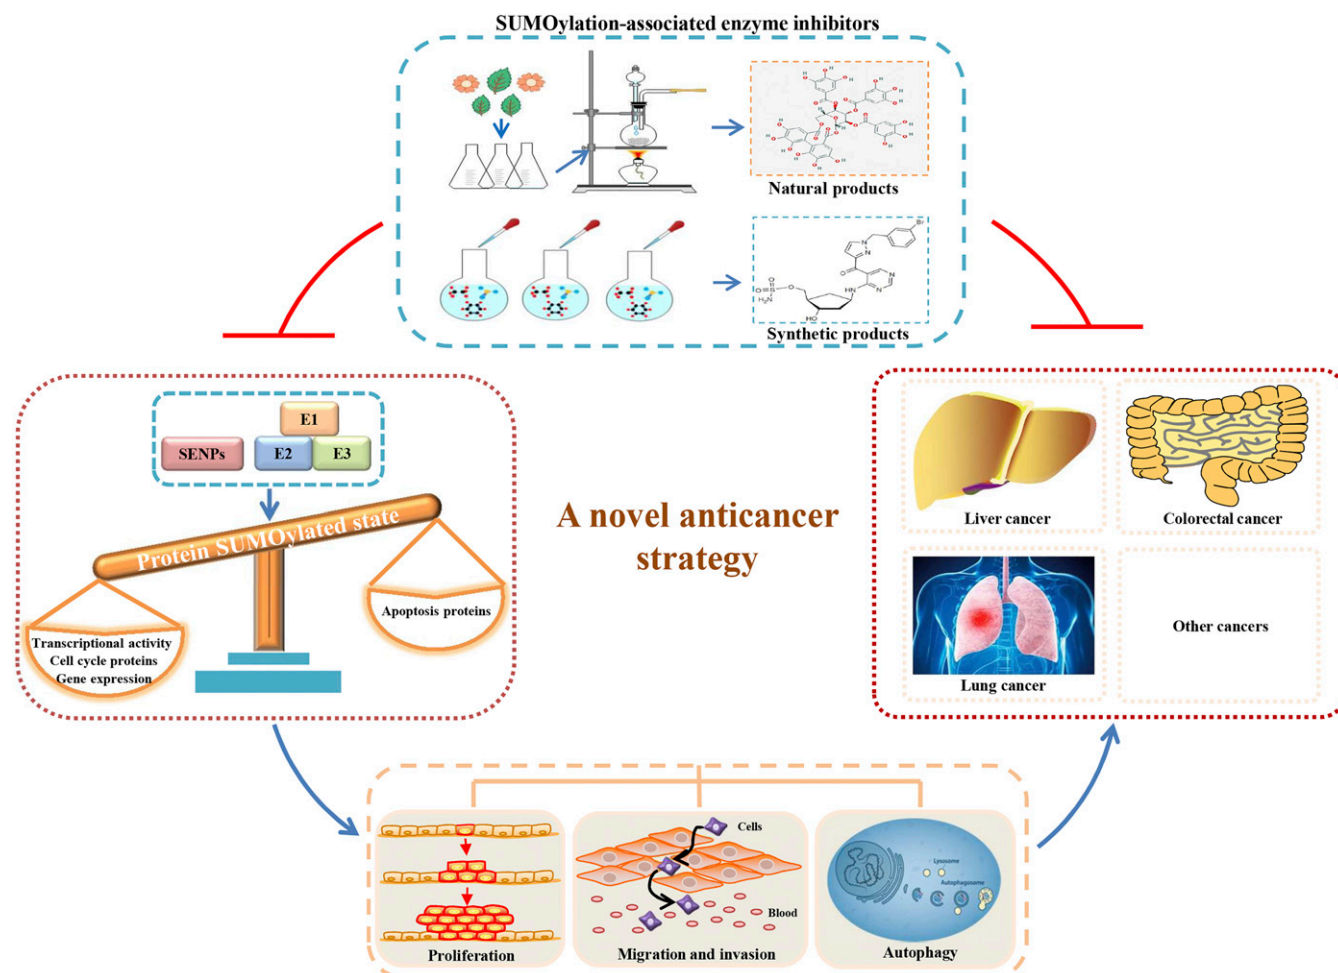 SUMOylation-associated enzyme inhibitors
Natural products
Synthetic products
E1
SENPs
E2
E3
Protein SUMOylated state
Apoptosis proteins
Transcriptional activity
Cell cycle proteins
Gene expression
A novel anticancer
strategy
Liver cancer
Colorectal cancer
Lung cancer
Other cancers
Cells
Blood
Lysosome
Autophagosome
Proliferation
Migration and invasion
Autophagy